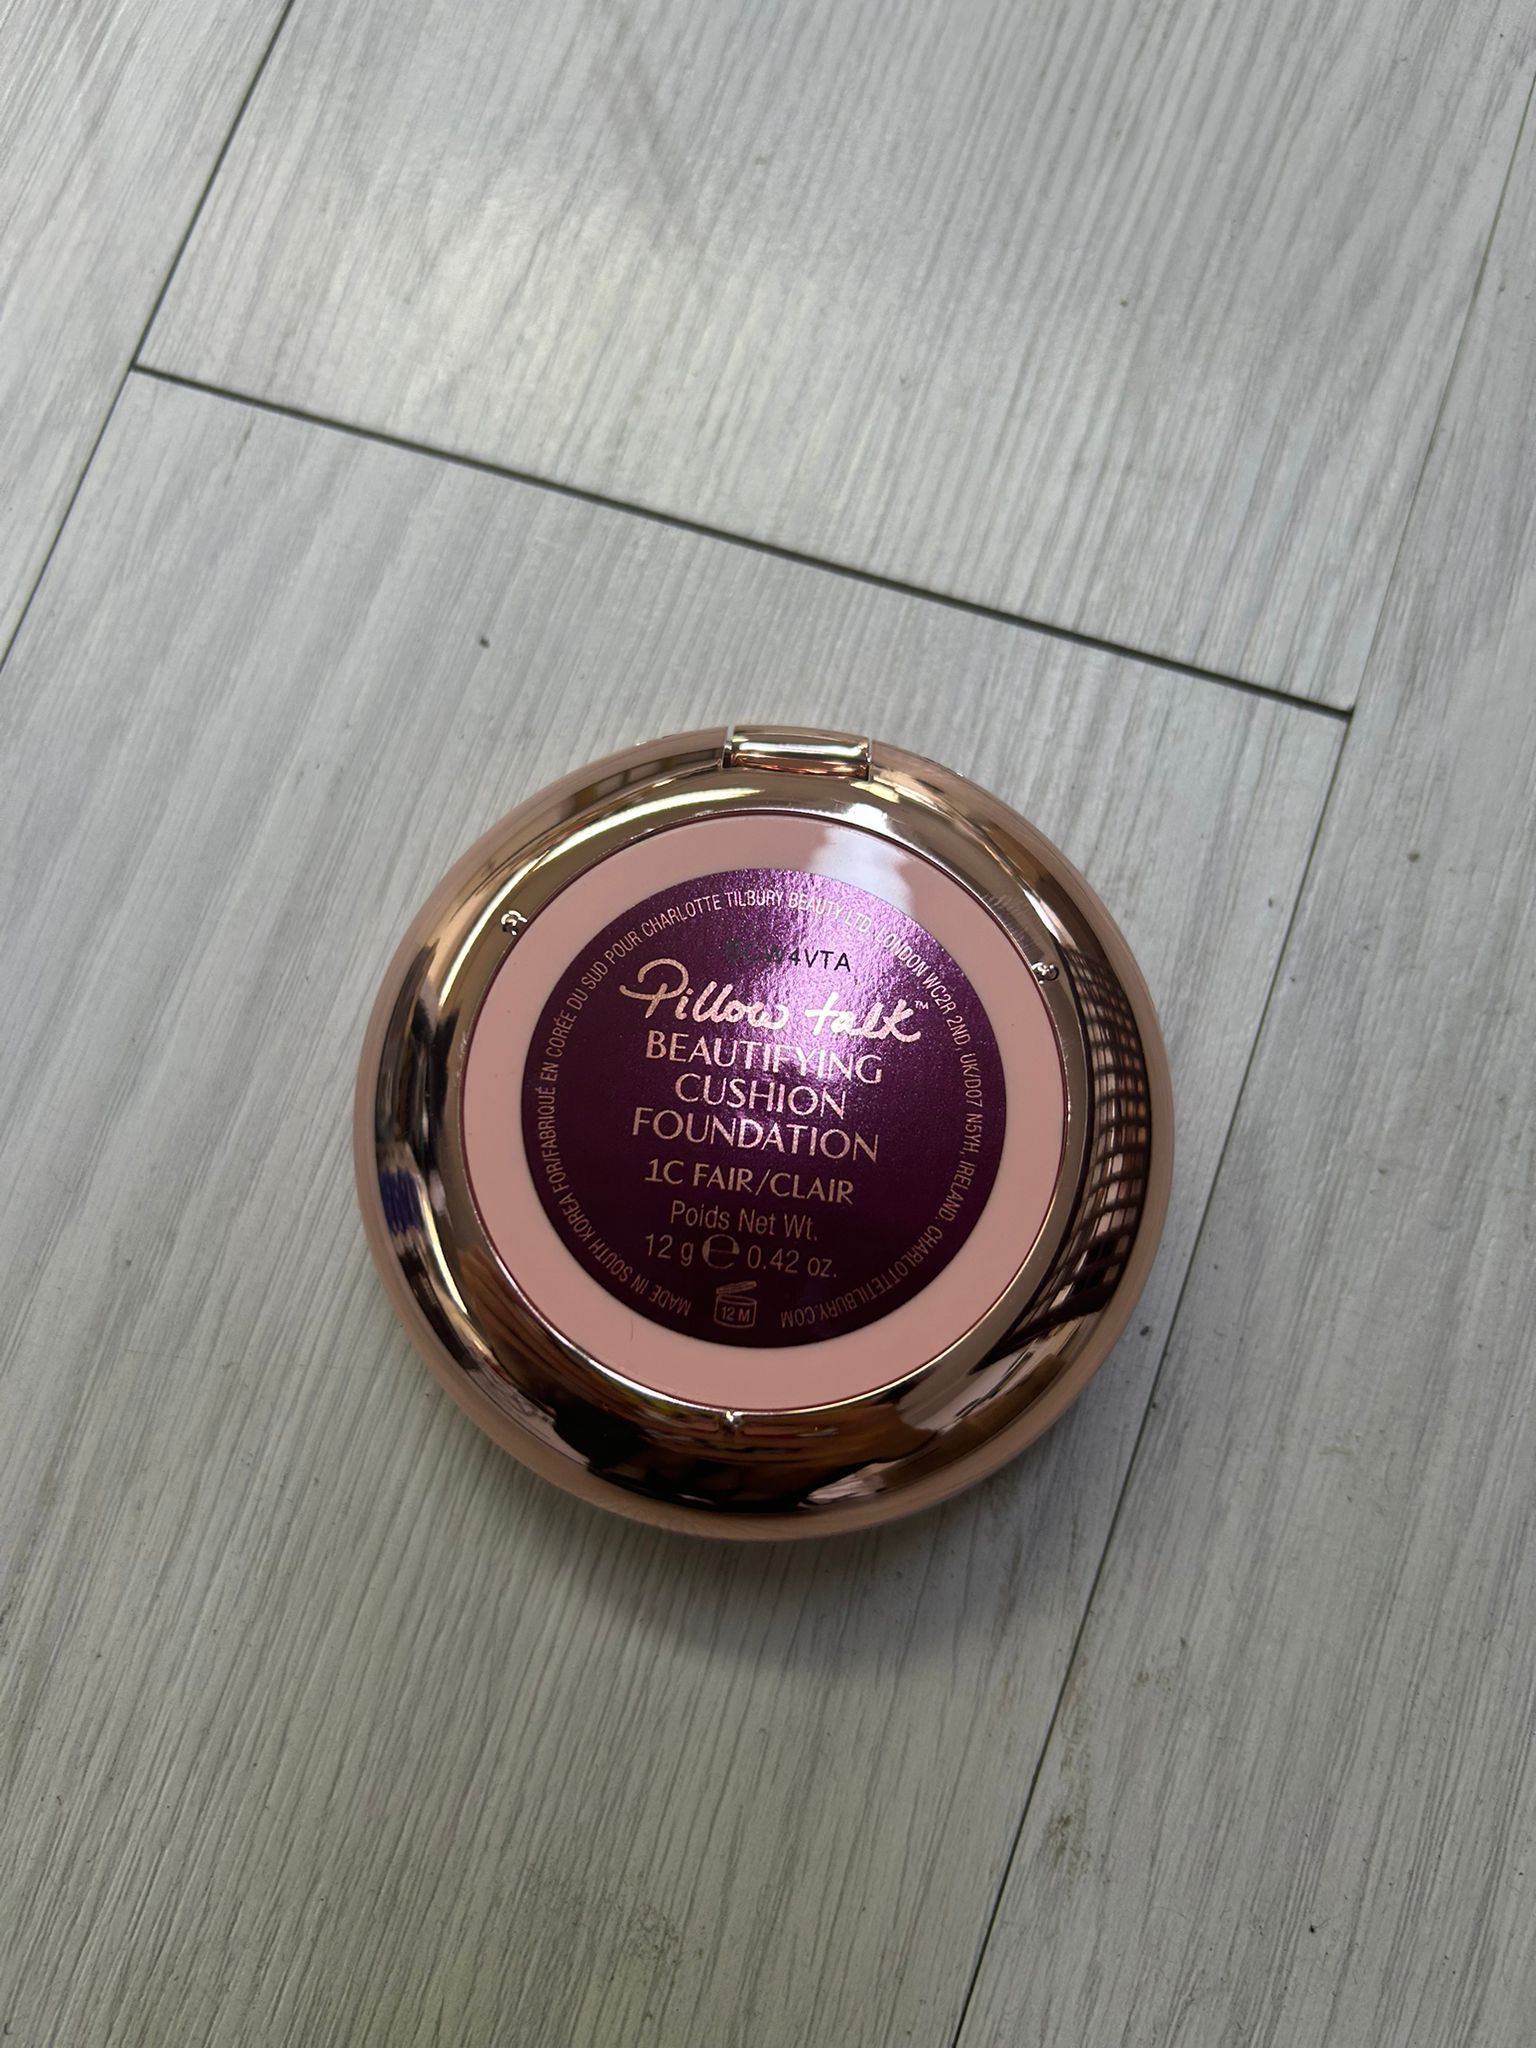 MADE IN SOUTH KOREA FOR/FABRIQUÉ EN CORÉE DU SUD POUR CHARLOTTE TILBURY BEAUTY LTD, LONDON WC2R 2ND, UK/D07 N5YH, IRELAND. CHARLOTTETILBURY.COM
Pillow talk™
BEAUTIFYING
CUSHION
FOUNDATION
1C FAIR/CLAIR
Poids Net Wt.
12 g ℮ 0.42 oz.
12 M